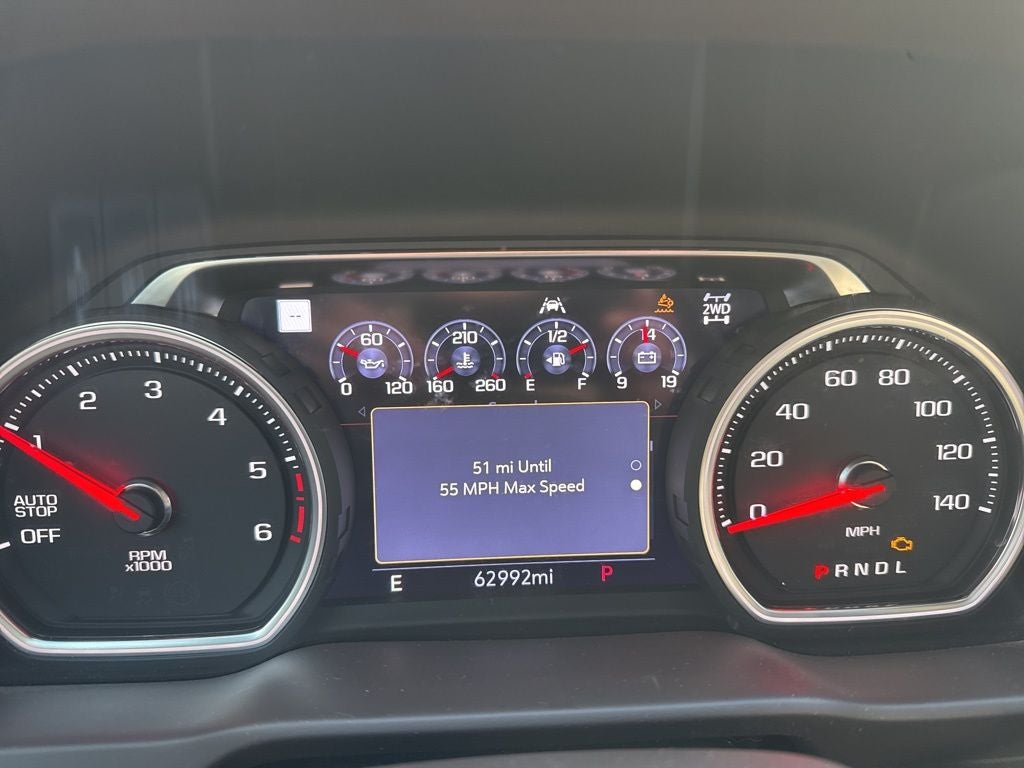 --
2WD
60
0 120
210
160 260
1/2
E F
14
9 19
51 mi Until
55 MPH Max Speed
E 62992mi P
1 2 3 4 5 6
AUTO
STOP
OFF
RPM
x1000
0 20 40 60 80 100 120 140
MPH
PRNDL